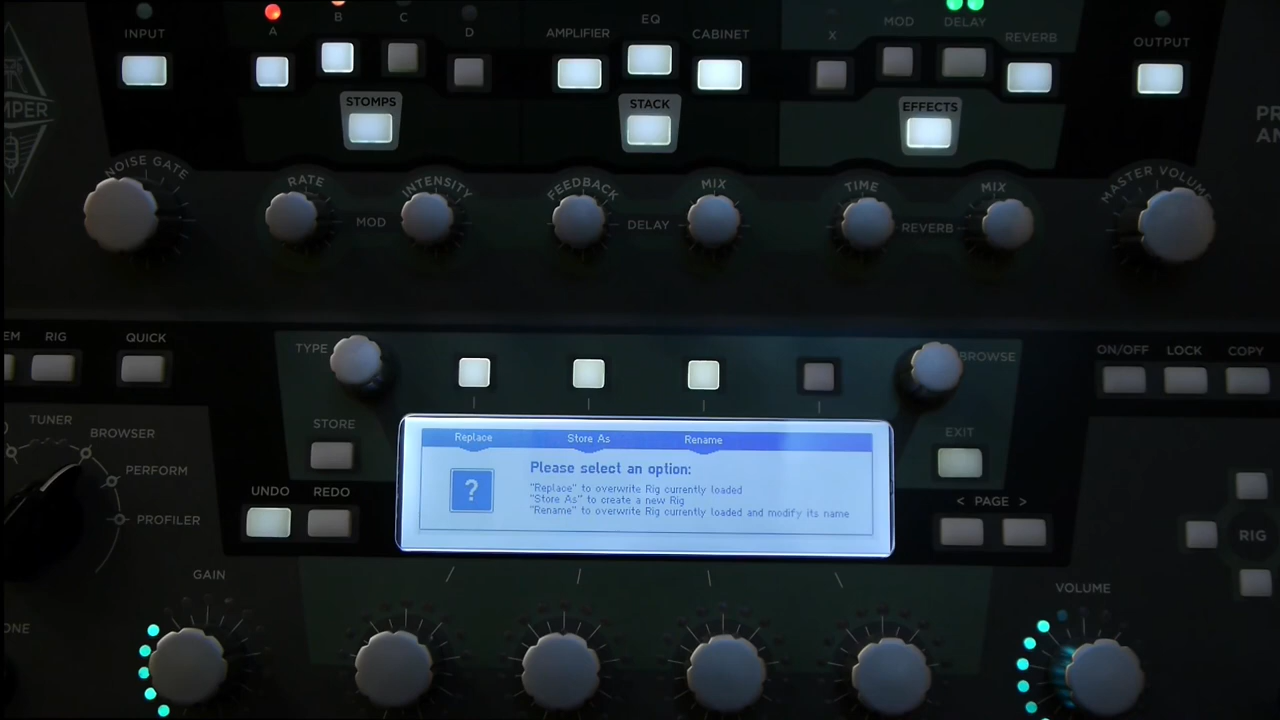 INPUT
A
B
C
D
AMPLIFIER
EQ
CABINET
X
MOD
DELAY
REVERB
OUTPUT
STOMPS
STACK
EFFECTS
NOISE GATE
RATE
MOD
INTENSITY
FEEDBACK
DELAY
MIX
TIME
REVERB
MIX
MASTER VOLUME
RIG
QUICK
TYPE
BROWSE
ON/OFF
LOCK
COPY
TUNER
BROWSER
PERFORM
PROFILER
STORE
UNDO
REDO
Replace
Store As
Rename
Please select an option:
"Replace" to overwrite Rig currently loaded
"Store As" to create a new Rig
"Rename" to overwrite Rig currently loaded and modify its name
EXIT
< PAGE >
RIG
GAIN
VOLUME